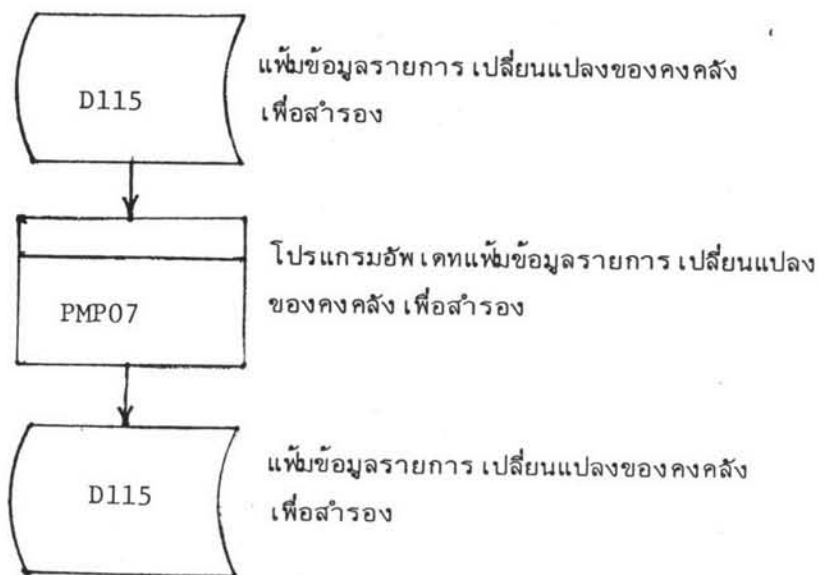 D115
แฟ้มข้อมูลรายการ เปลี่ยนแปลงของคงคลัง
เพื่อสำรอง
PMP07
โปรแกรมอัพ เดทแฟ้มข้อมูลรายการ เปลี่ยนแปลง
ของคงคลัง เพื่อสำรอง
D115
แฟ้มข้อมูลรายการ เปลี่ยนแปลงของคงคลัง
เพื่อสำรอง